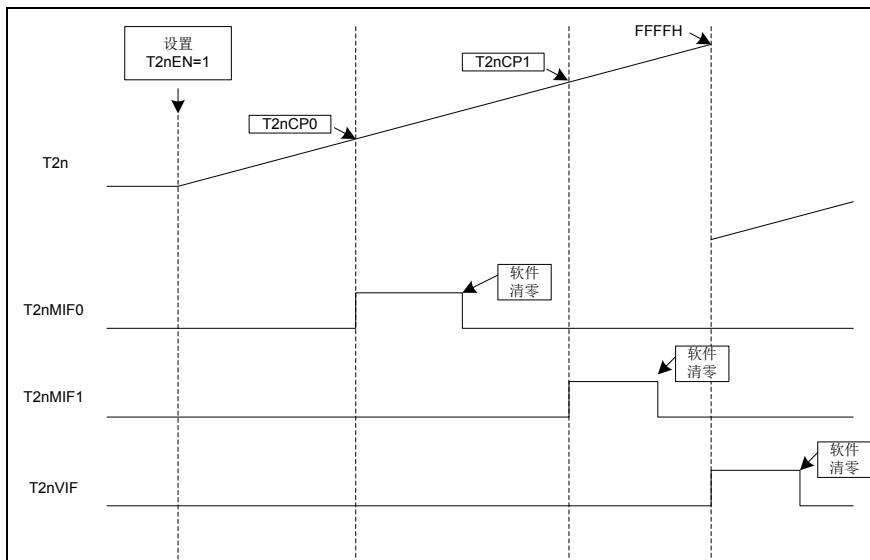 设置
T2nEN=1
FFFFH
T2nCP1
T2nCP0
T2n
软件
清零
T2nMIF0
软件
清零
T2nMIF1
软件
清零
T2nVIF